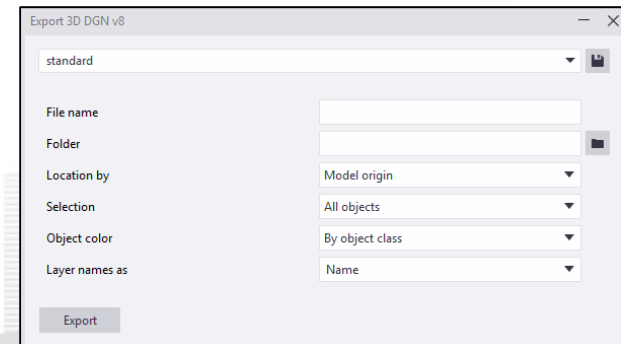 Export 3D DGN v8
standard
File name
Folder
Location by Model origin
Selection All objects
Object color By object class
Layer names as Name
Export